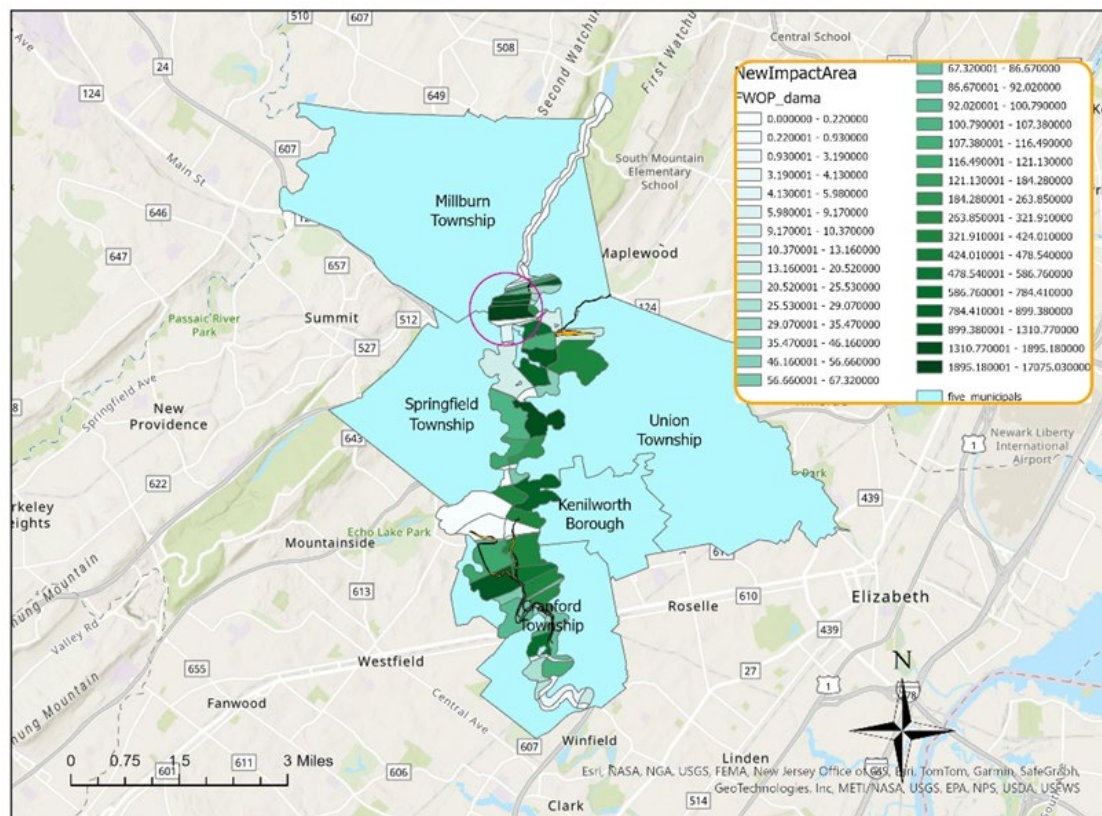 510
607
24
508
Second Watchu
First Watchu
Central School
124
649
607
South Mountain
Elementary
School
Main St
Millburn
Township
646
647
Maplewood
657
124
Passaic River
Park
Summit
512
527
Springfield Ave
New
Providence
Springfield
Township
Union
Township
643
Newark Liberty
International
Airport
1
Park
622
439
Kenilworth
Borough
rkeley
eights
Echo Lake Park
Mountainside
613
Roselle
610
Elizabeth
Cranford
Township
439
Valley Rd
ung Mountain
655
Westfield
27
Fanwood
Central Ave
1
N
278
607
Winfield
0 0.75 1.5 3 Miles
601
611
606
Linden
Clark
514
NewImpactArea
FWOP_dama
0.000000 - 0.220000
0.220001 - 0.930000
0.930001 - 3.190000
3.190001 - 4.130000
4.130001 - 5.980000
5.980001 - 9.170000
9.170001 - 10.370000
10.370001 - 13.160000
13.160001 - 20.520000
20.520001 - 25.530000
25.530001 - 29.070000
29.070001 - 35.470000
35.470001 - 46.160000
46.160001 - 56.660000
56.660001 - 67.320000
67.320001 - 86.670000
86.670001 - 92.020000
92.020001 - 100.790000
100.790001 - 107.380000
107.380001 - 116.490000
116.490001 - 121.130000
121.130001 - 184.280000
184.280001 - 263.850000
263.850001 - 321.910000
321.910001 - 424.010000
424.010001 - 478.540000
478.540001 - 586.760000
586.760001 - 784.410000
784.410001 - 899.380000
899.380001 - 1310.770000
1310.770001 - 1895.180000
1895.180001 - 17075.030000
five_municipals
Esri, NASA, NGA, USGS, FEMA, New Jersey Office of GIS, Esri, TomTom, Garmin, SafeGraph,
GeoTechnologies, Inc, METI/NASA, USGS, EPA, NPS, USDA, USFWS